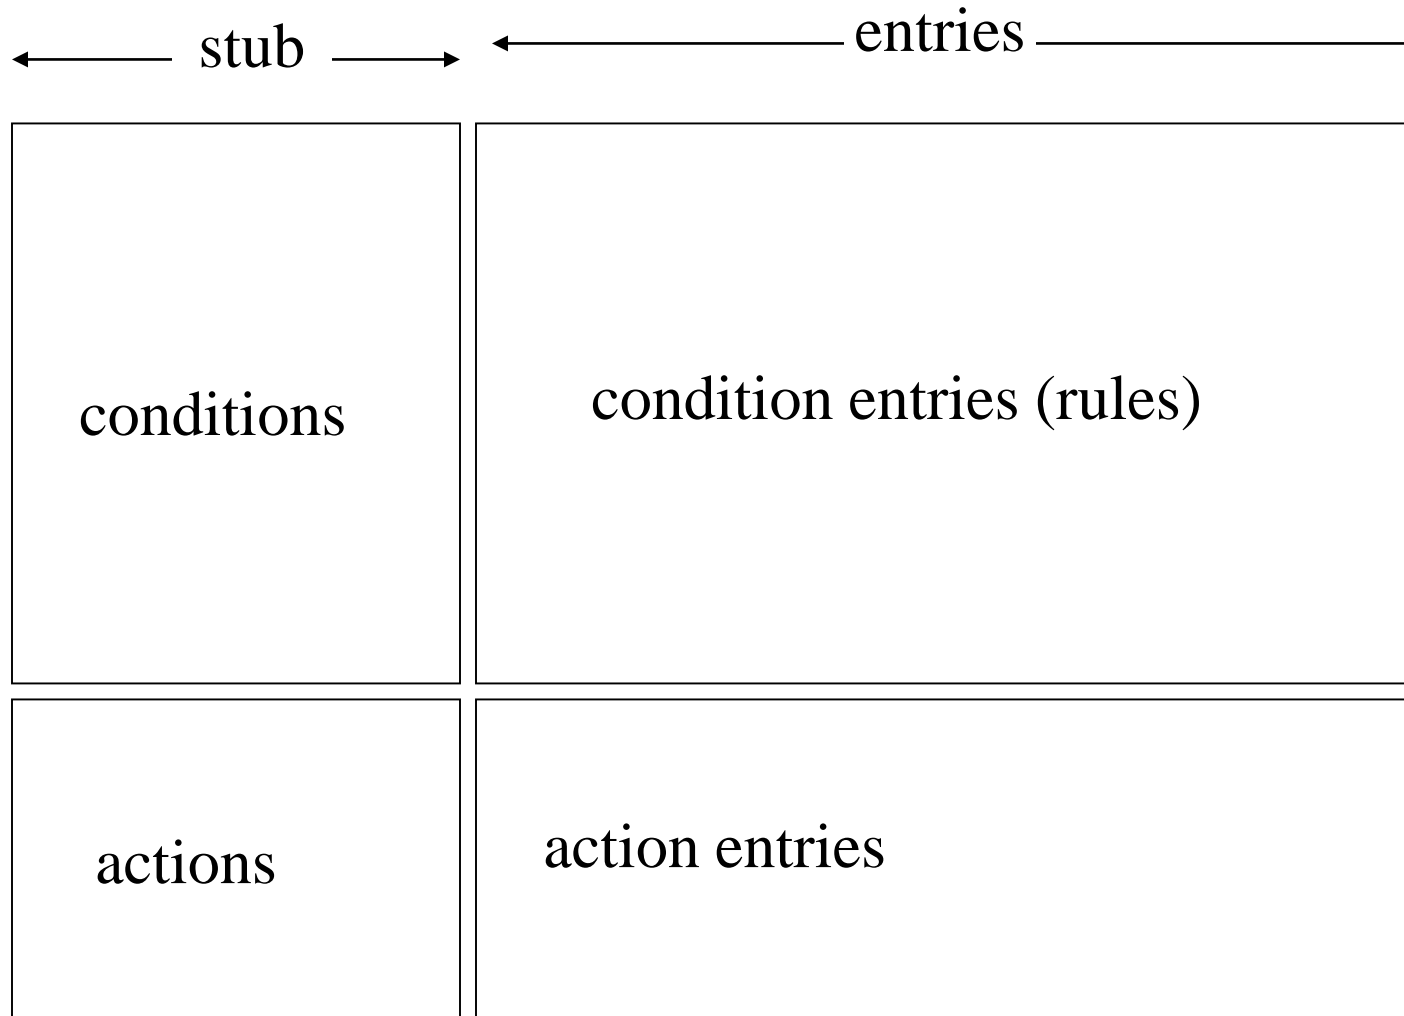 stub
entries
conditions
condition entries (rules)
actions
action entries